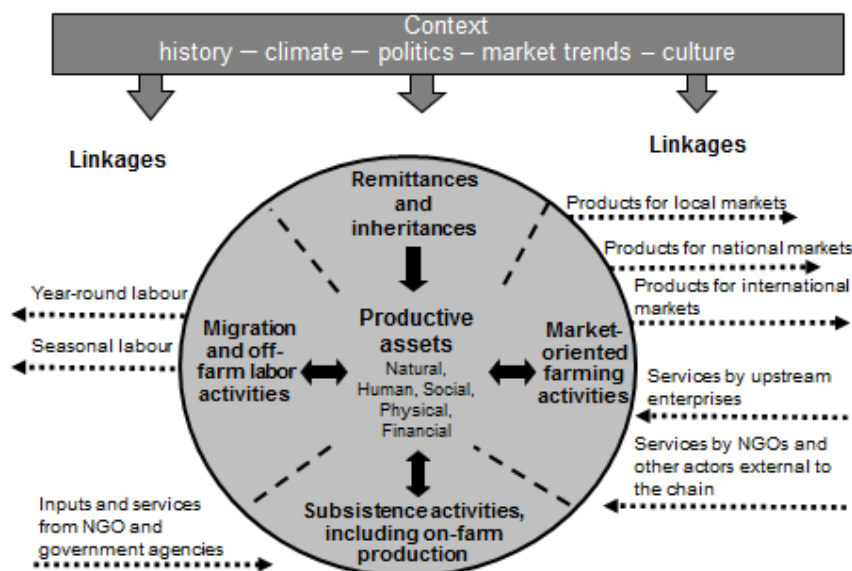 Context
history – climate – politics – market trends – culture
Linkages
Linkages
Remittances
and
inheritances
Products for local markets
Products for national markets
Products for international
markets
Year-round labour
Seasonal labour
Migration
and off-
farm labor
activities
Productive
assets
Natural,
Human, Social,
Physical,
Financial
Market-
oriented
farming
activities
Services by upstream
enterprises
Services by NGOs and
other actors external to
the chain
Subsistence activities,
including on-farm
production
Inputs and services
from NGO and
government agencies